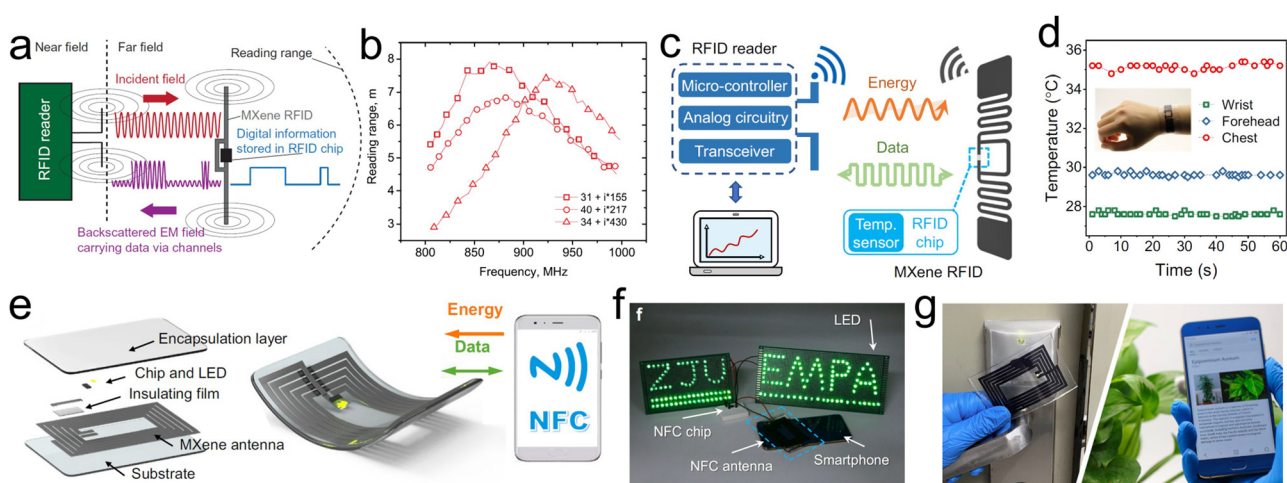 a
Near field
Far field
Reading range
Incident field
MXene RFID
Digital information
stored in RFID chip
RFID reader
Backscattered EM field
carrying data via channels
b
Reading range, m
8
7
6
5
4
3
31 + i*155
40 + i*217
34 + i*430
800 850 900 950 1000
Frequency, MHz
c
RFID reader
Micro-controller
Analog circuitry
Transceiver
Energy
Data
Temp.
sensor
RFID
chip
MXene RFID
d
Temperature (°C)
36
34
32
30
28
Wrist
Forehead
Chest
0 10 20 30 40 50 60
Time (s)
e
Encapsulation layer
Chip and LED
Insulating film
MXene antenna
Substrate
Energy
Data
N
NFC
f
f
LED
ZJU
EMPA
NFC chip
NFC antenna
Smartphone
g